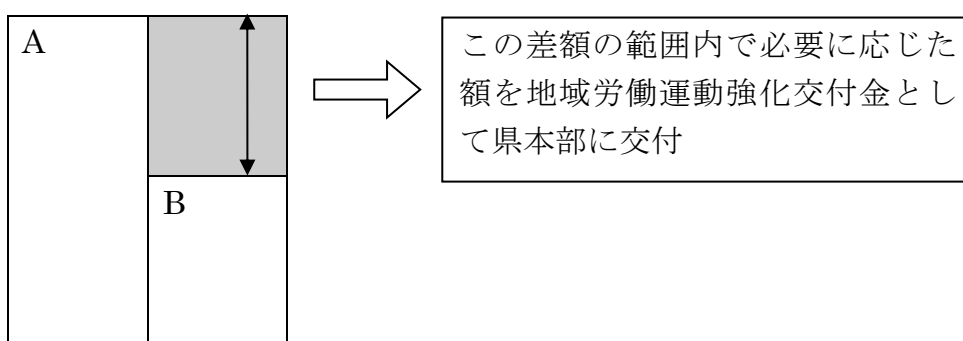 A
B
この差額の範囲内で必要に応じた
額を地域労働運動強化交付金とし
て県本部に交付